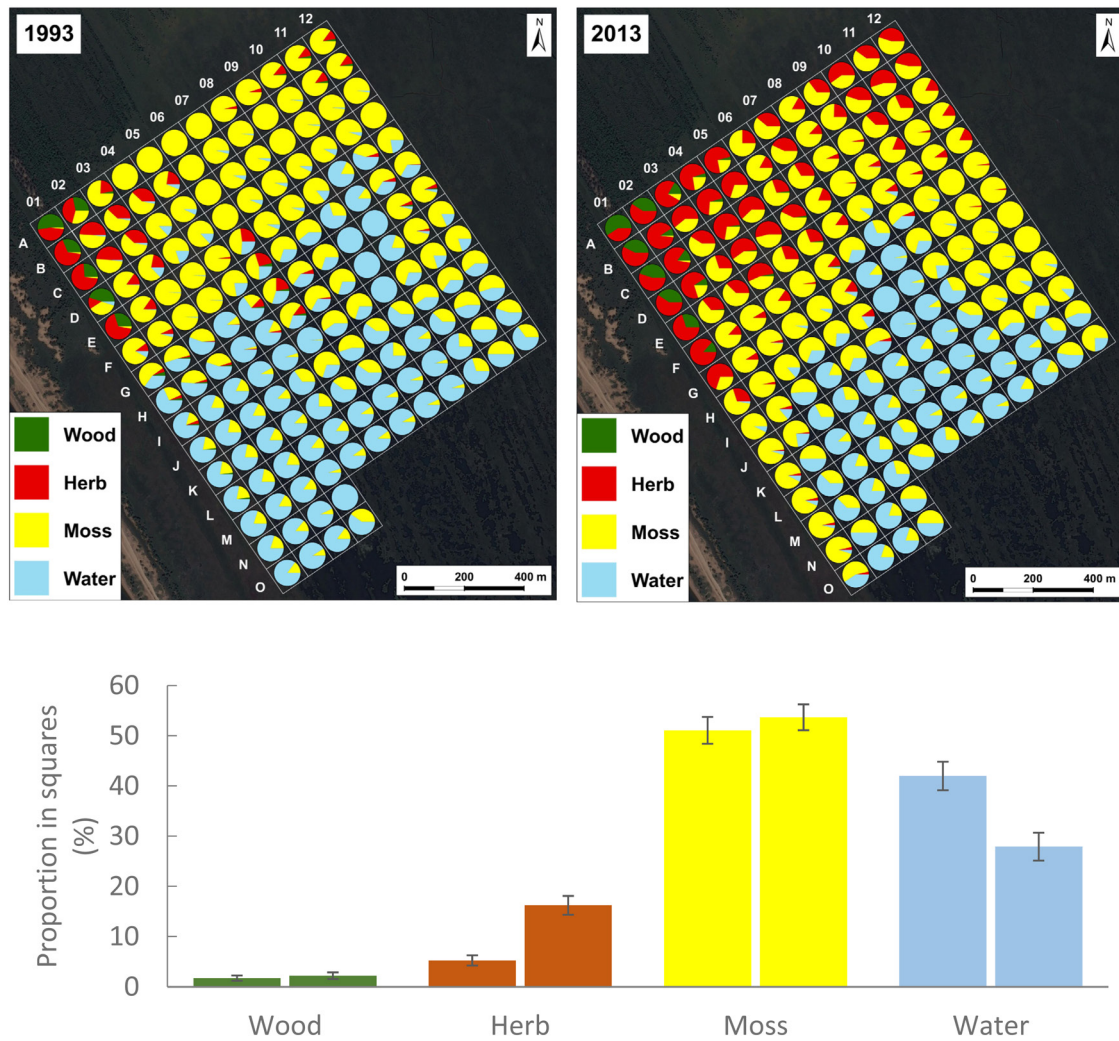 1993
N
01
02
03
04
05
06
07
08
09
10
11
12
A
B
C
D
E
F
G
H
I
J
K
L
M
N
O
Wood
Herb
Moss
Water
0 200 400 m
2013
N
01
02
03
04
05
06
07
08
09
10
11
12
A
B
C
D
E
F
G
H
I
J
K
L
M
N
O
Wood
Herb
Moss
Water
0 200 400 m
Proportion in squares
(%)
60
50
40
30
20
10
0
Wood Herb Moss Water